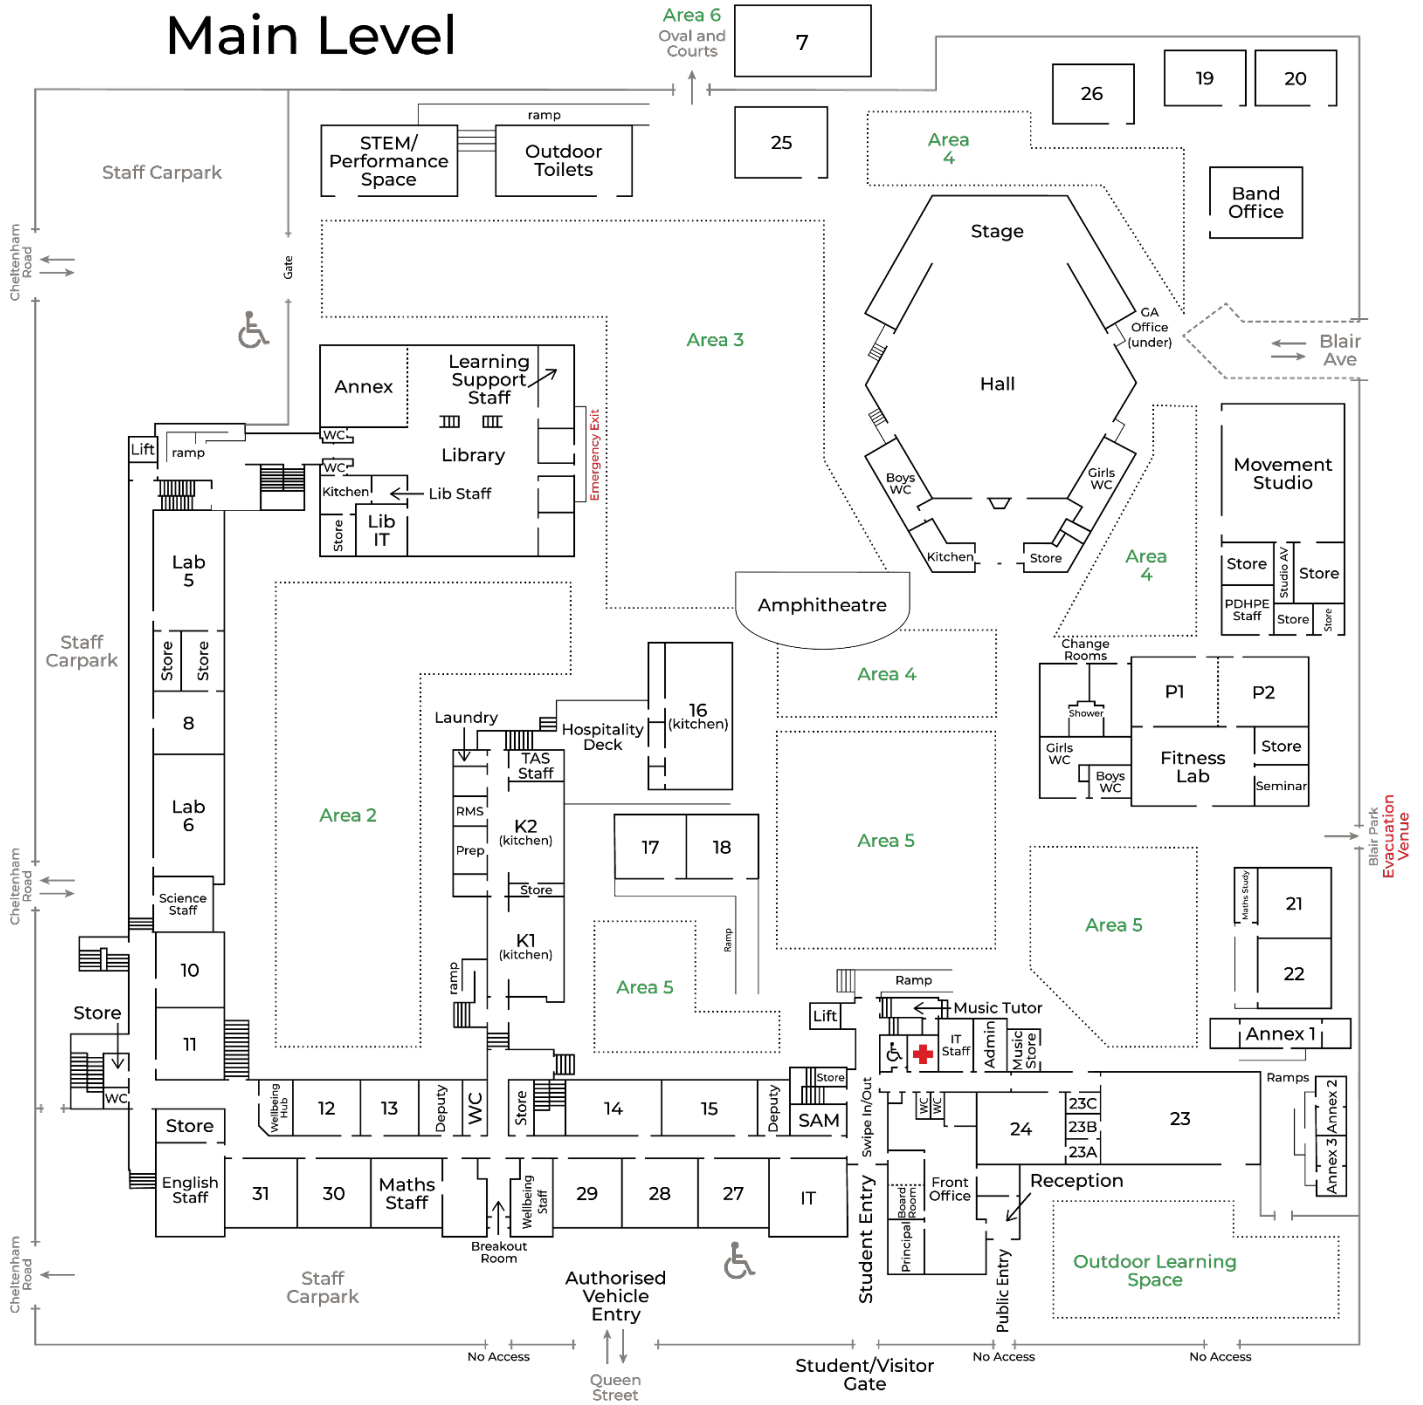 Main Level
Area 6
Oval and
Courts
7
26
19
20
ramp
25
STEM/
Performance
Space
Outdoor
Toilets
Area
4
Staff Carpark
Band
Office
Stage
Cheltenham
Road
Gate
GA
Office
(under)
Area 3
Blair
Ave
Learning
Support
Staff
Annex
Hall
Emergency Exit
WC
Lift
ramp
Library
WC
Kitchen
Lib Staff
Lib
IT
Store
Boys
WC
Girls
WC
Movement
Studio
Kitchen
Store
Area
4
Store
Studio AV
Store
PDHPE
Staff
Store
Store
Lab
5
Amphitheatre
Staff
Carpark
Store
Store
Change
Rooms
Area 4
P1
P2
8
Laundry
Hospitality
Deck
16
(kitchen)
Shower
TAS
Staff
Girls
WC
Boys
WC
Fitness
Lab
Store
Seminar
Lab
6
Area 2
RMS
K2
(kitchen)
Prep
Store
17
18
Area 5
Blair Park
Evacuation
Venue
Cheltenham
Road
Science
Staff
Maths Study
21
K1
(kitchen)
Ramp
Area 5
10
ramp
Area 5
22
Ramp
Store
Lift
Music Tutor
11
IT
Staff
Admin
Music
Store
Annex 1
WC
Wellbeing
Hub
12
13
Deputy
WC
Store
14
15
Deputy
Store
SAM
Swipe In/Out
WC
WC
24
23C
23B
23A
23
Ramps
Annex 2
Annex 3
Store
English
Staff
31
30
Maths
Staff
Wellbeing
Staff
29
28
27
IT
Student Entry
Board
Room
Front
Office
Reception
Principal
Breakout
Room
Cheltenham
Road
Staff
Carpark
Authorised
Vehicle
Entry
Public Entry
Outdoor Learning
Space
No Access
Student/Visitor
Gate
No Access
No Access
Queen
Street